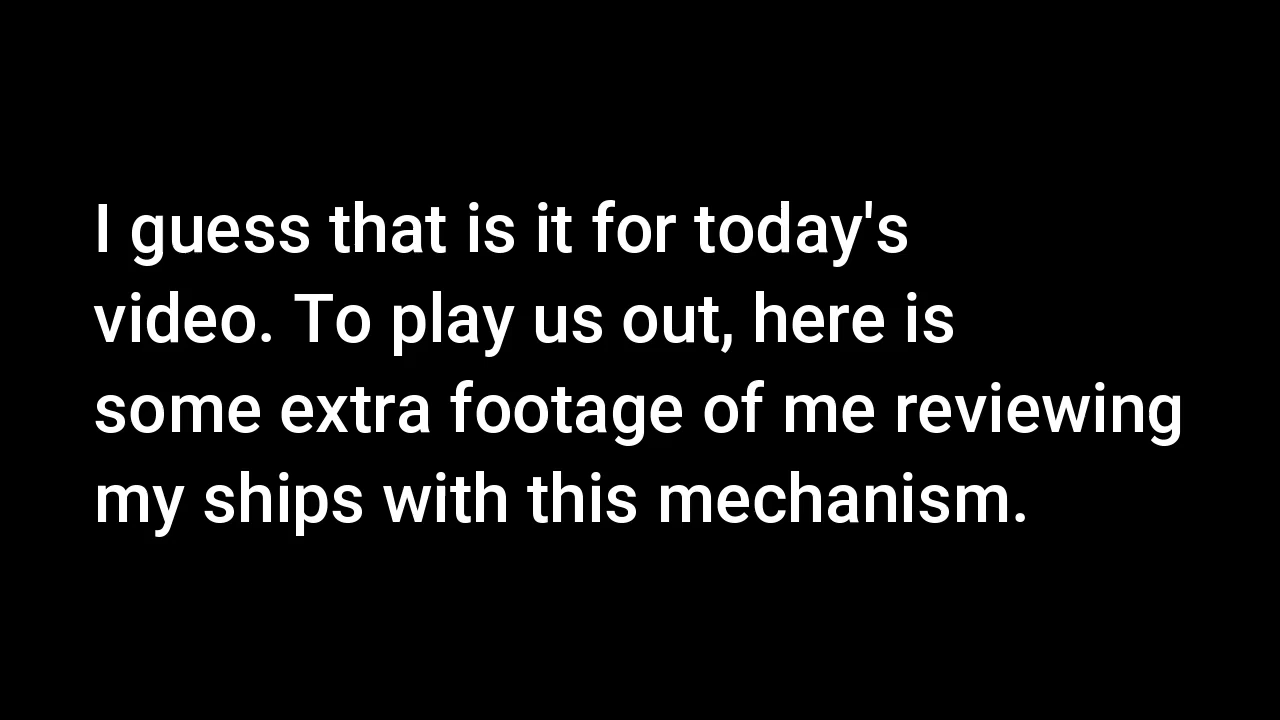 I guess that is it for today's
video. To play us out, here is
some extra footage of me reviewing
my ships with this mechanism.